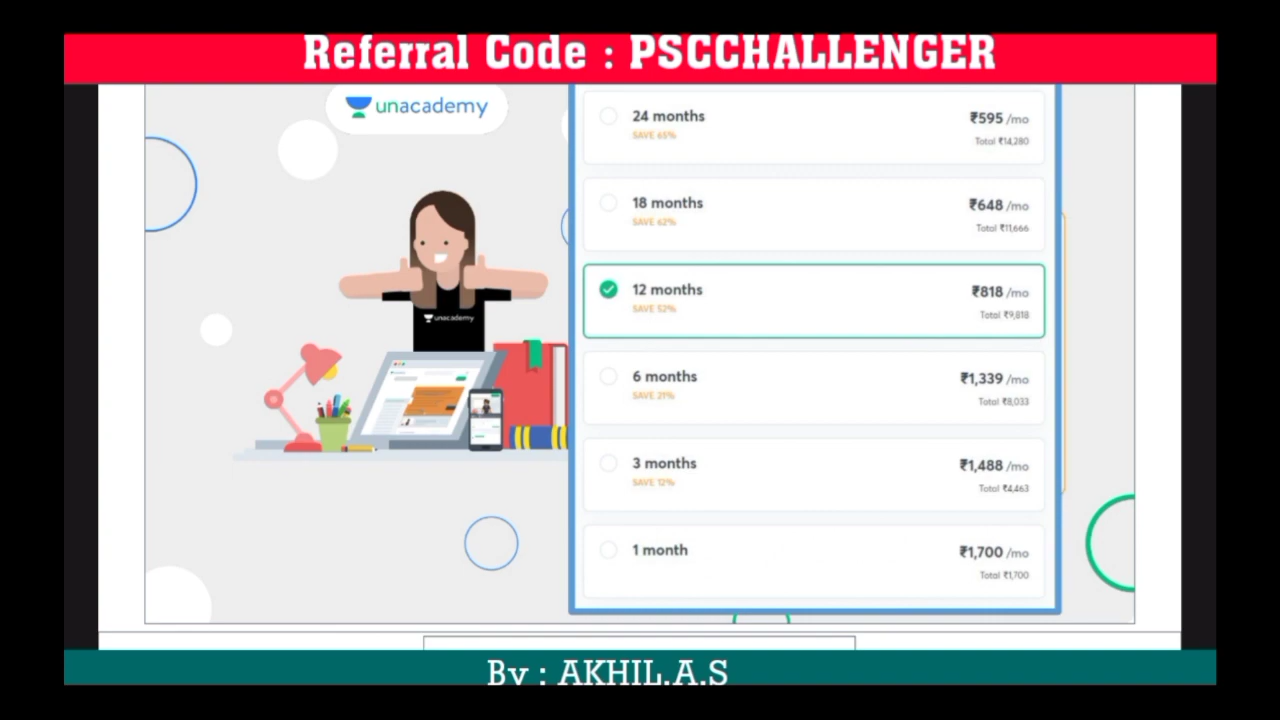 Referral Code : PSCCHALLENGER
unacademy
24 months
SAVE 65%
₹595 /mo
Total ₹14,280
18 months
SAVE 62%
₹648 /mo
Total ₹11,666
12 months
SAVE 52%
₹818 /mo
Total ₹9,818
6 months
SAVE 21%
₹1,339 /mo
Total ₹8,033
3 months
SAVE 12%
₹1,488 /mo
Total ₹4,463
1 month
₹1,700 /mo
Total ₹1,700
unacademy
By : AKHIL.A.S